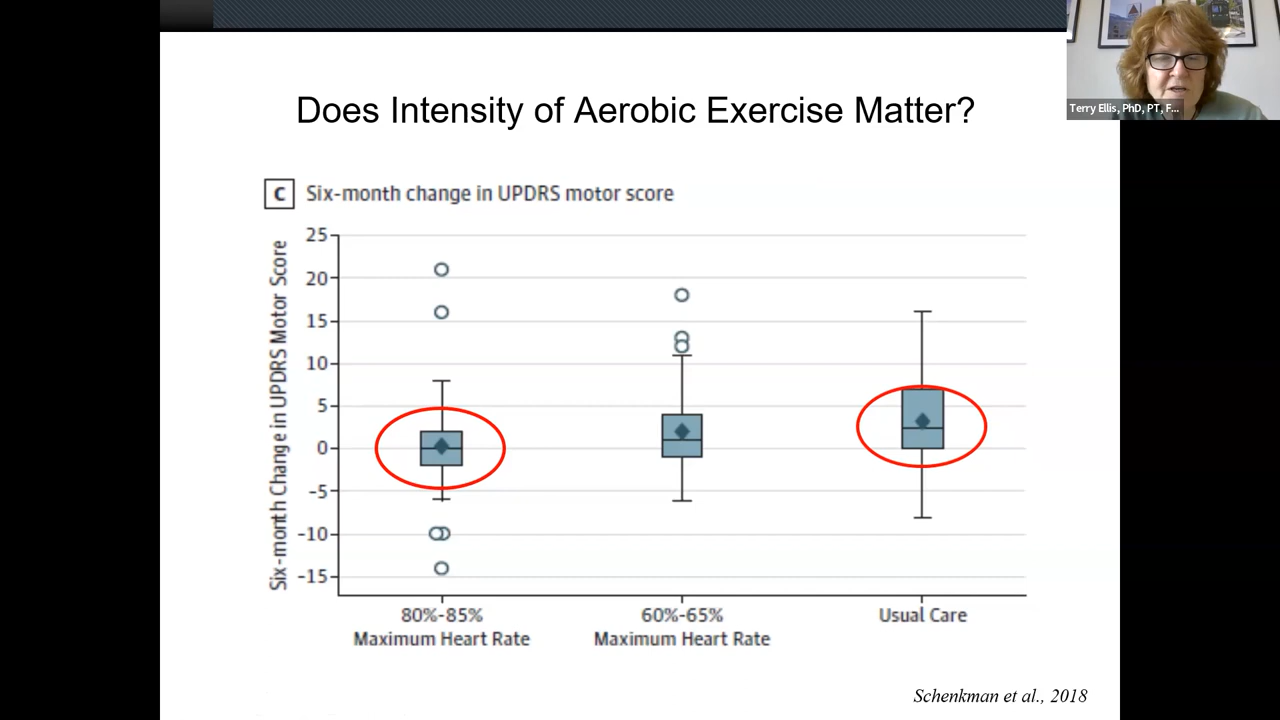 Terry Ellis, PhD, PT, F...
Does Intensity of Aerobic Exercise Matter?
C Six-month change in UPDRS motor score
Six-month Change in UPDRS Motor Score
25
20
15
10
5
0
-5
-10
-15
80%-85%
Maximum Heart Rate
60%-65%
Maximum Heart Rate
Usual Care
Schenkman et al., 2018